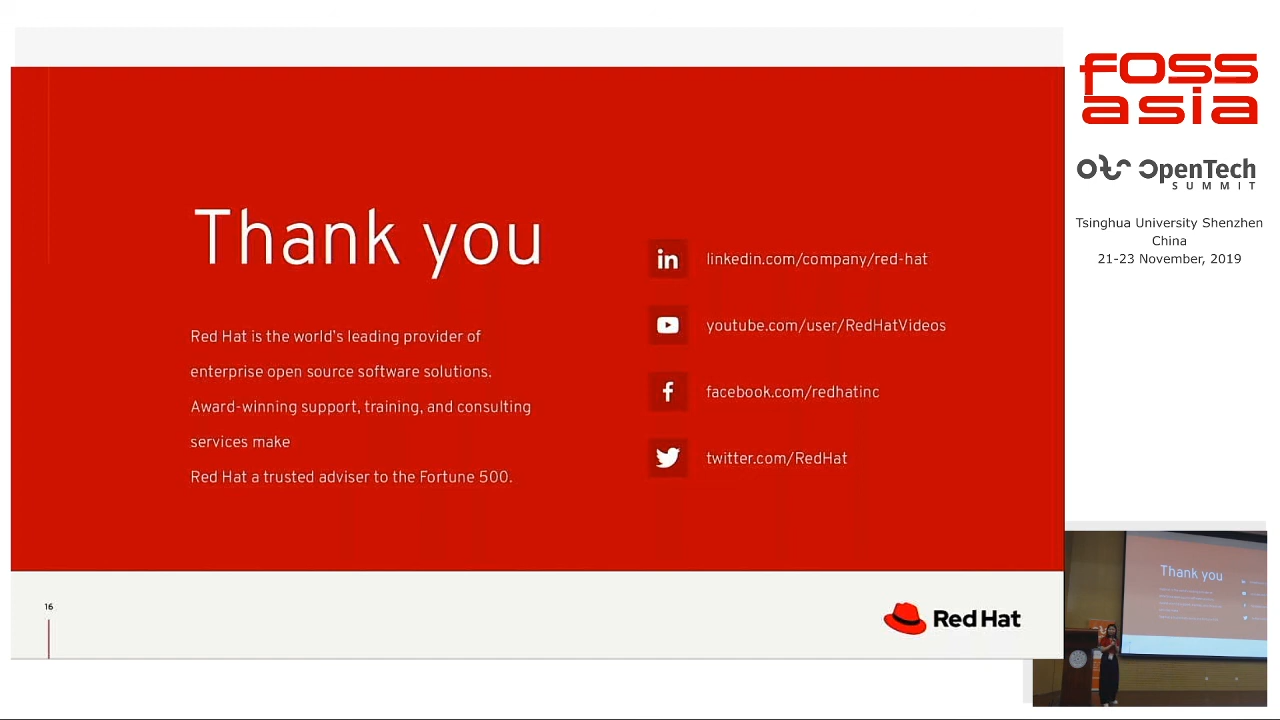 Thank you
Red Hat is the world's leading provider of
enterprise open source software solutions.
Award-winning support, training, and consulting
services make
Red Hat a trusted adviser to the Fortune 500.
linkedin.com/company/red-hat
youtube.com/user/RedHatVideos
facebook.com/redhatinc
twitter.com/RedHat
16
Red Hat
FOSS
asia
OpenTech
SUMMIT
Tsinghua University Shenzhen
China
21-23 November, 2019
Thank you